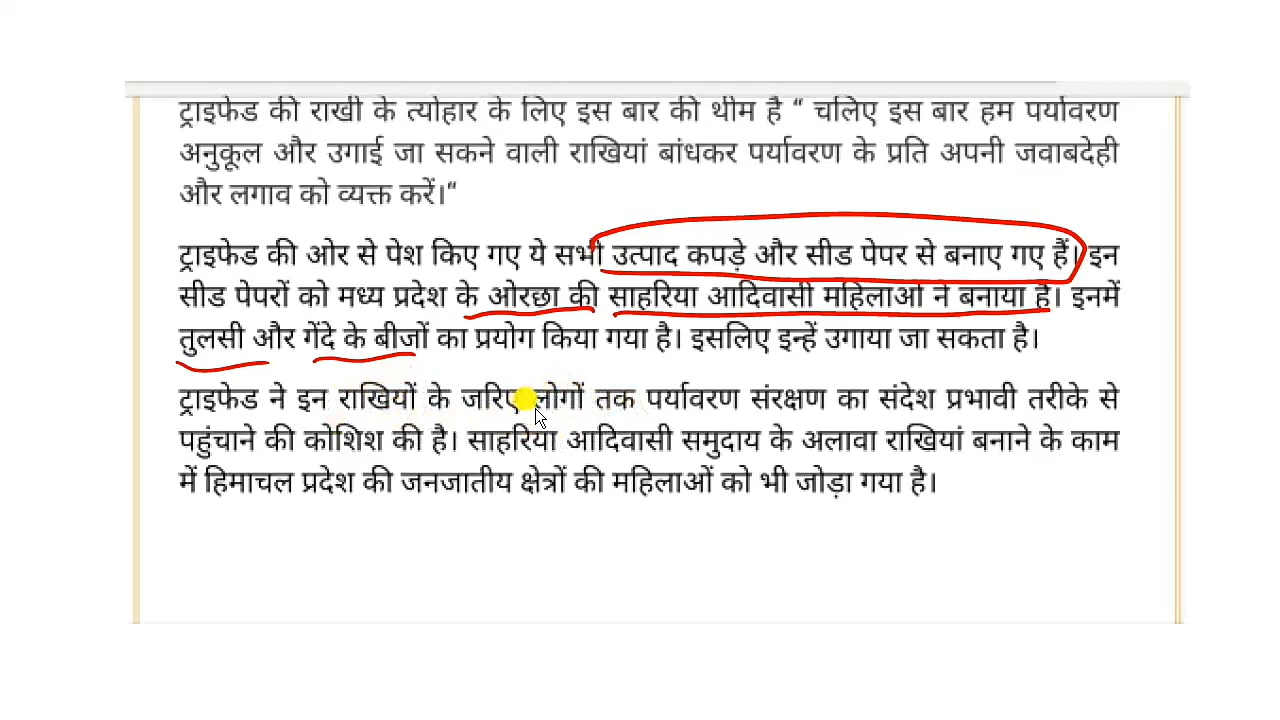 ट्राइफेड की राखी के त्योहार के लिए इस बार की थीम है “ चलिए इस बार हम पर्यावरण
अनुकूल और उगाई जा सकने वाली राखियां बांधकर पर्यावरण के प्रति अपनी जवाबदेही
और लगाव को व्यक्त करें।“
ट्राइफेड की ओर से पेश किए गए ये सभी उत्पाद कपड़े और सीड पेपर से बनाए गए हैं। इन
सीड पेपरों को मध्य प्रदेश के ओरछा की साहरिया आदिवासी महिलाओं ने बनाया है। इनमें
तुलसी और गेंदे के बीजों का प्रयोग किया गया है। इसलिए इन्हें उगाया जा सकता है।
ट्राइफेड ने इन राखियों के जरिए लोगों तक पर्यावरण संरक्षण का संदेश प्रभावी तरीके से
पहुंचाने की कोशिश की है। साहरिया आदिवासी समुदाय के अलावा राखियां बनाने के काम
में हिमाचल प्रदेश की जनजातीय क्षेत्रों की महिलाओं को भी जोड़ा गया है।